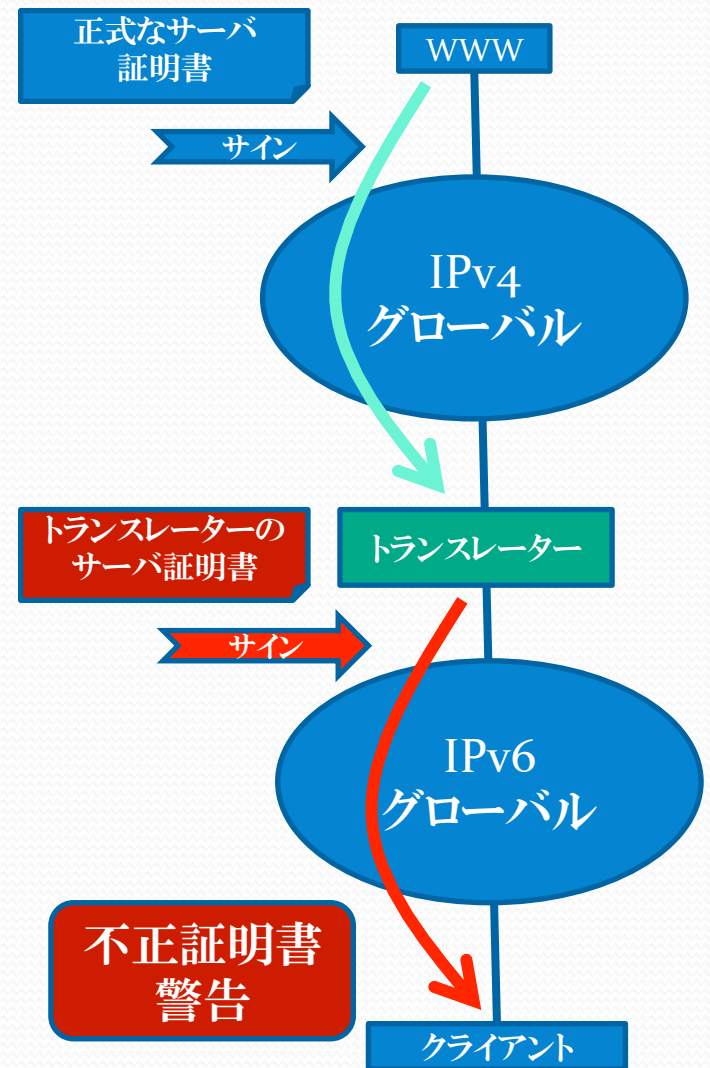 正式なサーバ
証明書
WWW
サイン
IPv4
グローバル
トランスレーターの
サーバ証明書
トランスレーター
サイン
IPv6
グローバル
不正証明書
警告
クライアント